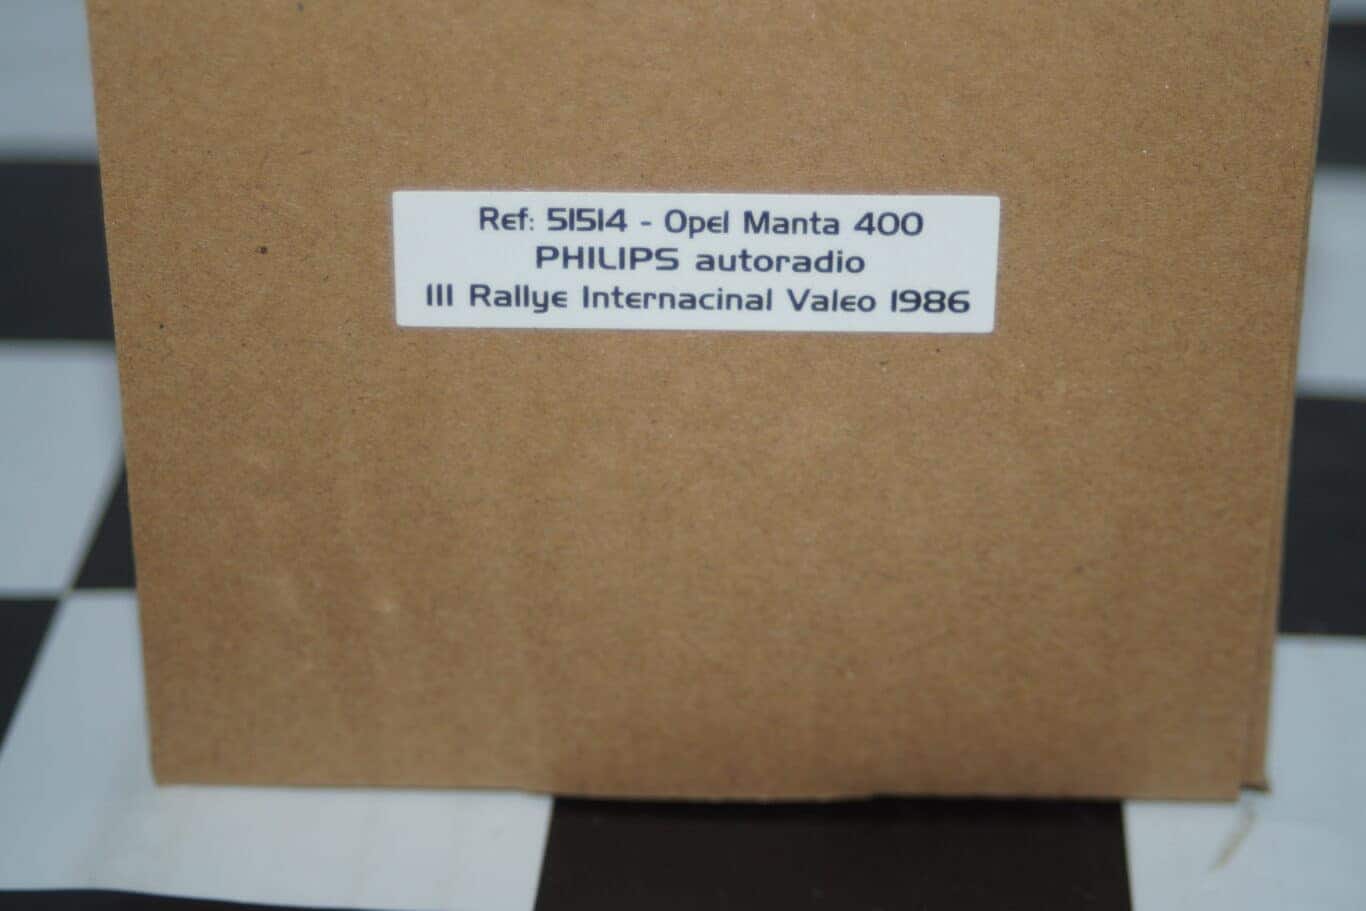 Ref: 51514 - Opel Manta 400
PHILIPS autoradio
III Rallye Internacinal Valeo 1986